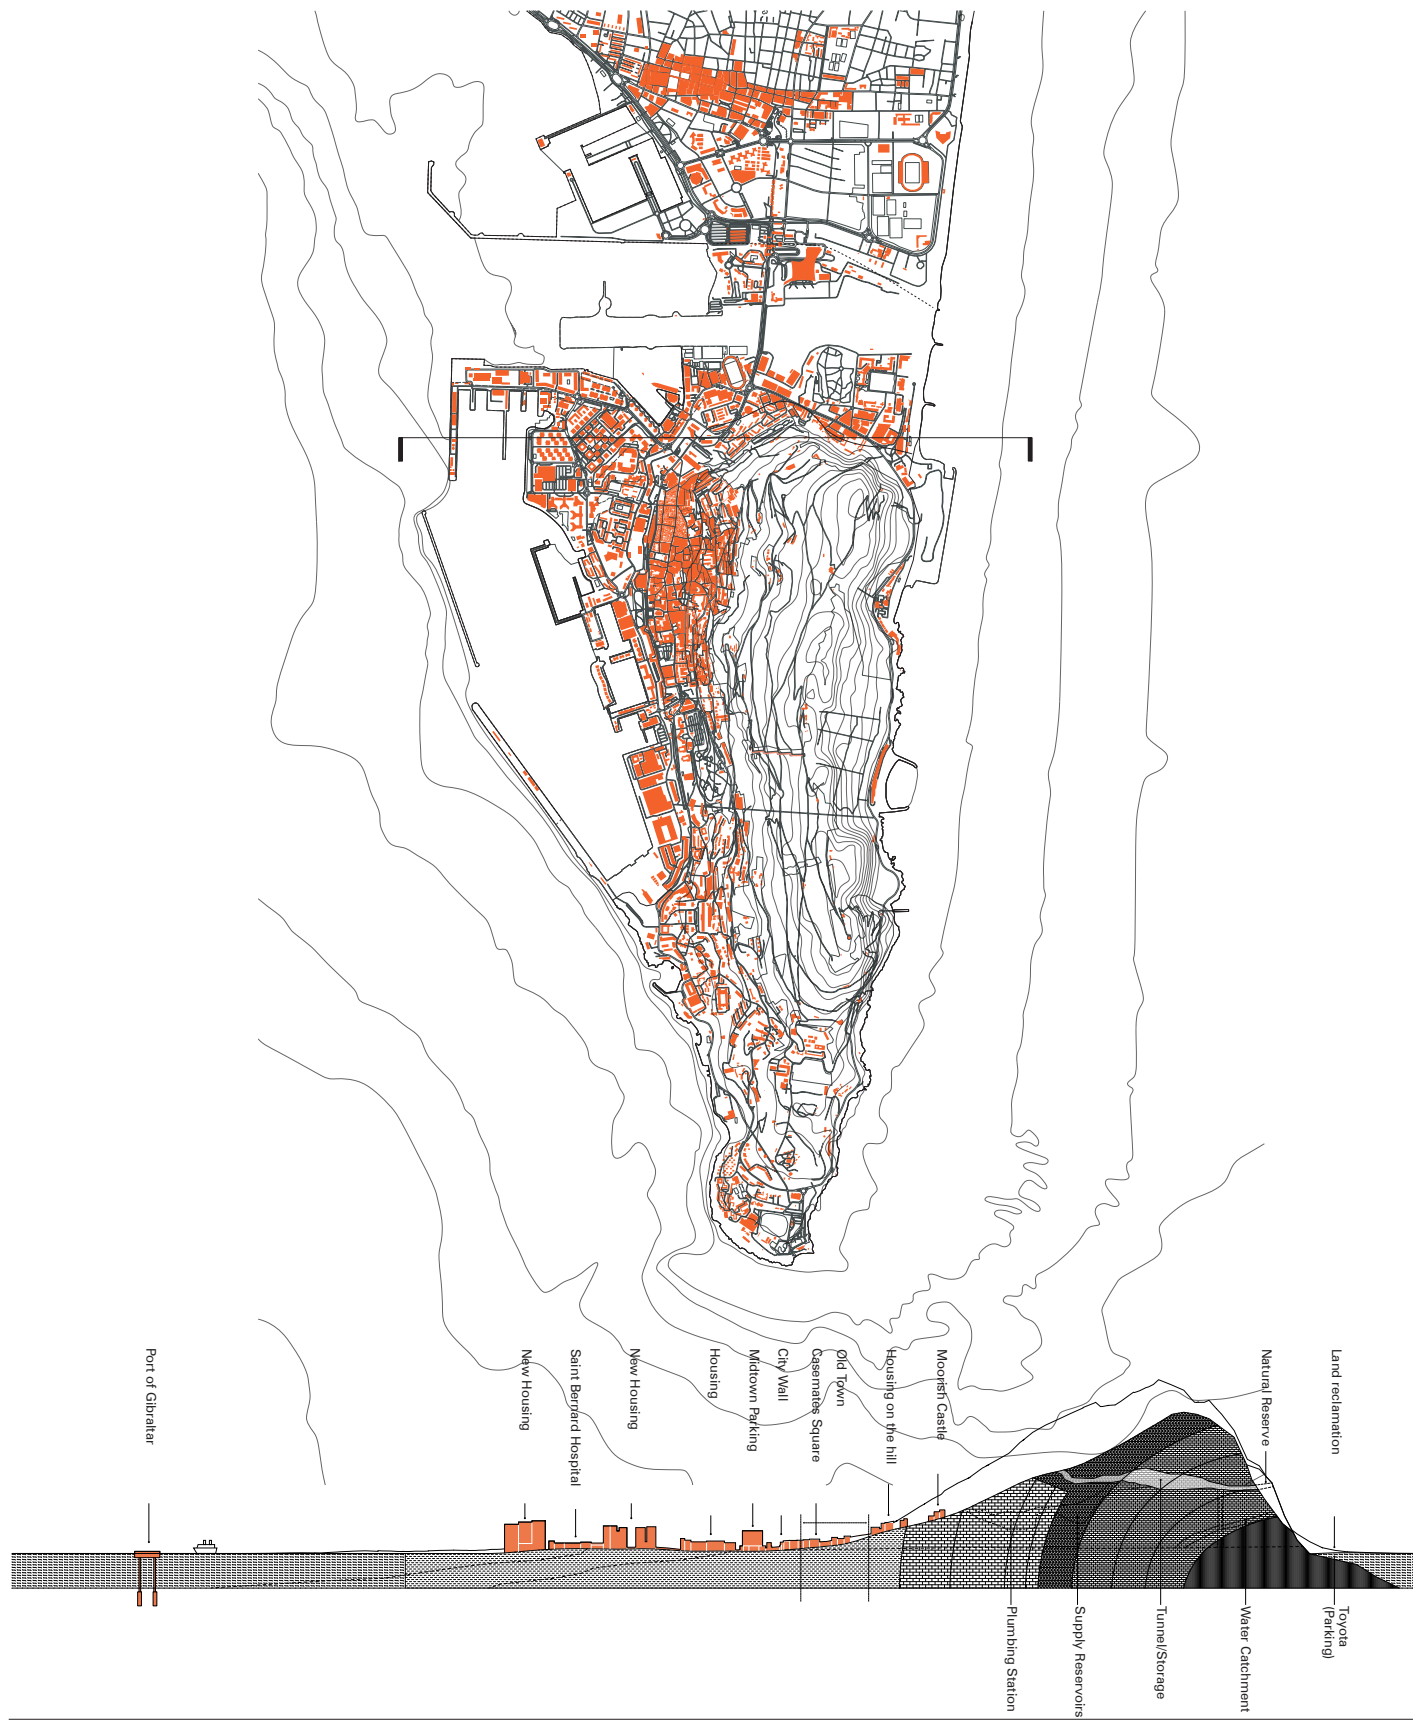 Port of Gibraltar
New Housing
Saint Bernard Hospital
New Housing
Housing
Midtown Parking
City Wall
Casemates Square
Old Town
Housing on the hill
Moorish Castle
Natural Reserve
Land reclamation
Plumbing Station
Supply Reservoirs
Tunnel/Storage
Water Catchment
Toyota
(Parking)